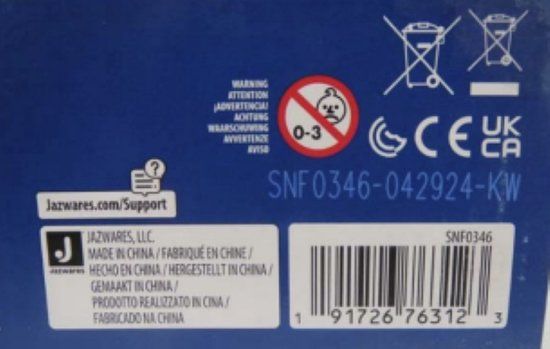 WARNING
ATTENTION
¡ADVERTENCIA!
ACHTUNG
WAARSCHUWING
AVVERTENZE
AVISO
0-3
CE
UK
CA
SNF0346-042924-KW
?
Jazwares.com/Support
J
JAZWARES
JAZWARES, LLC.
MADE IN CHINA / FABRIQUÉ EN CHINE /
HECHO EN CHINA / HERGESTELLT IN CHINA /
GEMAAKT IN CHINA /
PRODOTTO REALIZZATO IN CINA /
FABRICADO NA CHINA
SNF0346
1 91726 76312 3